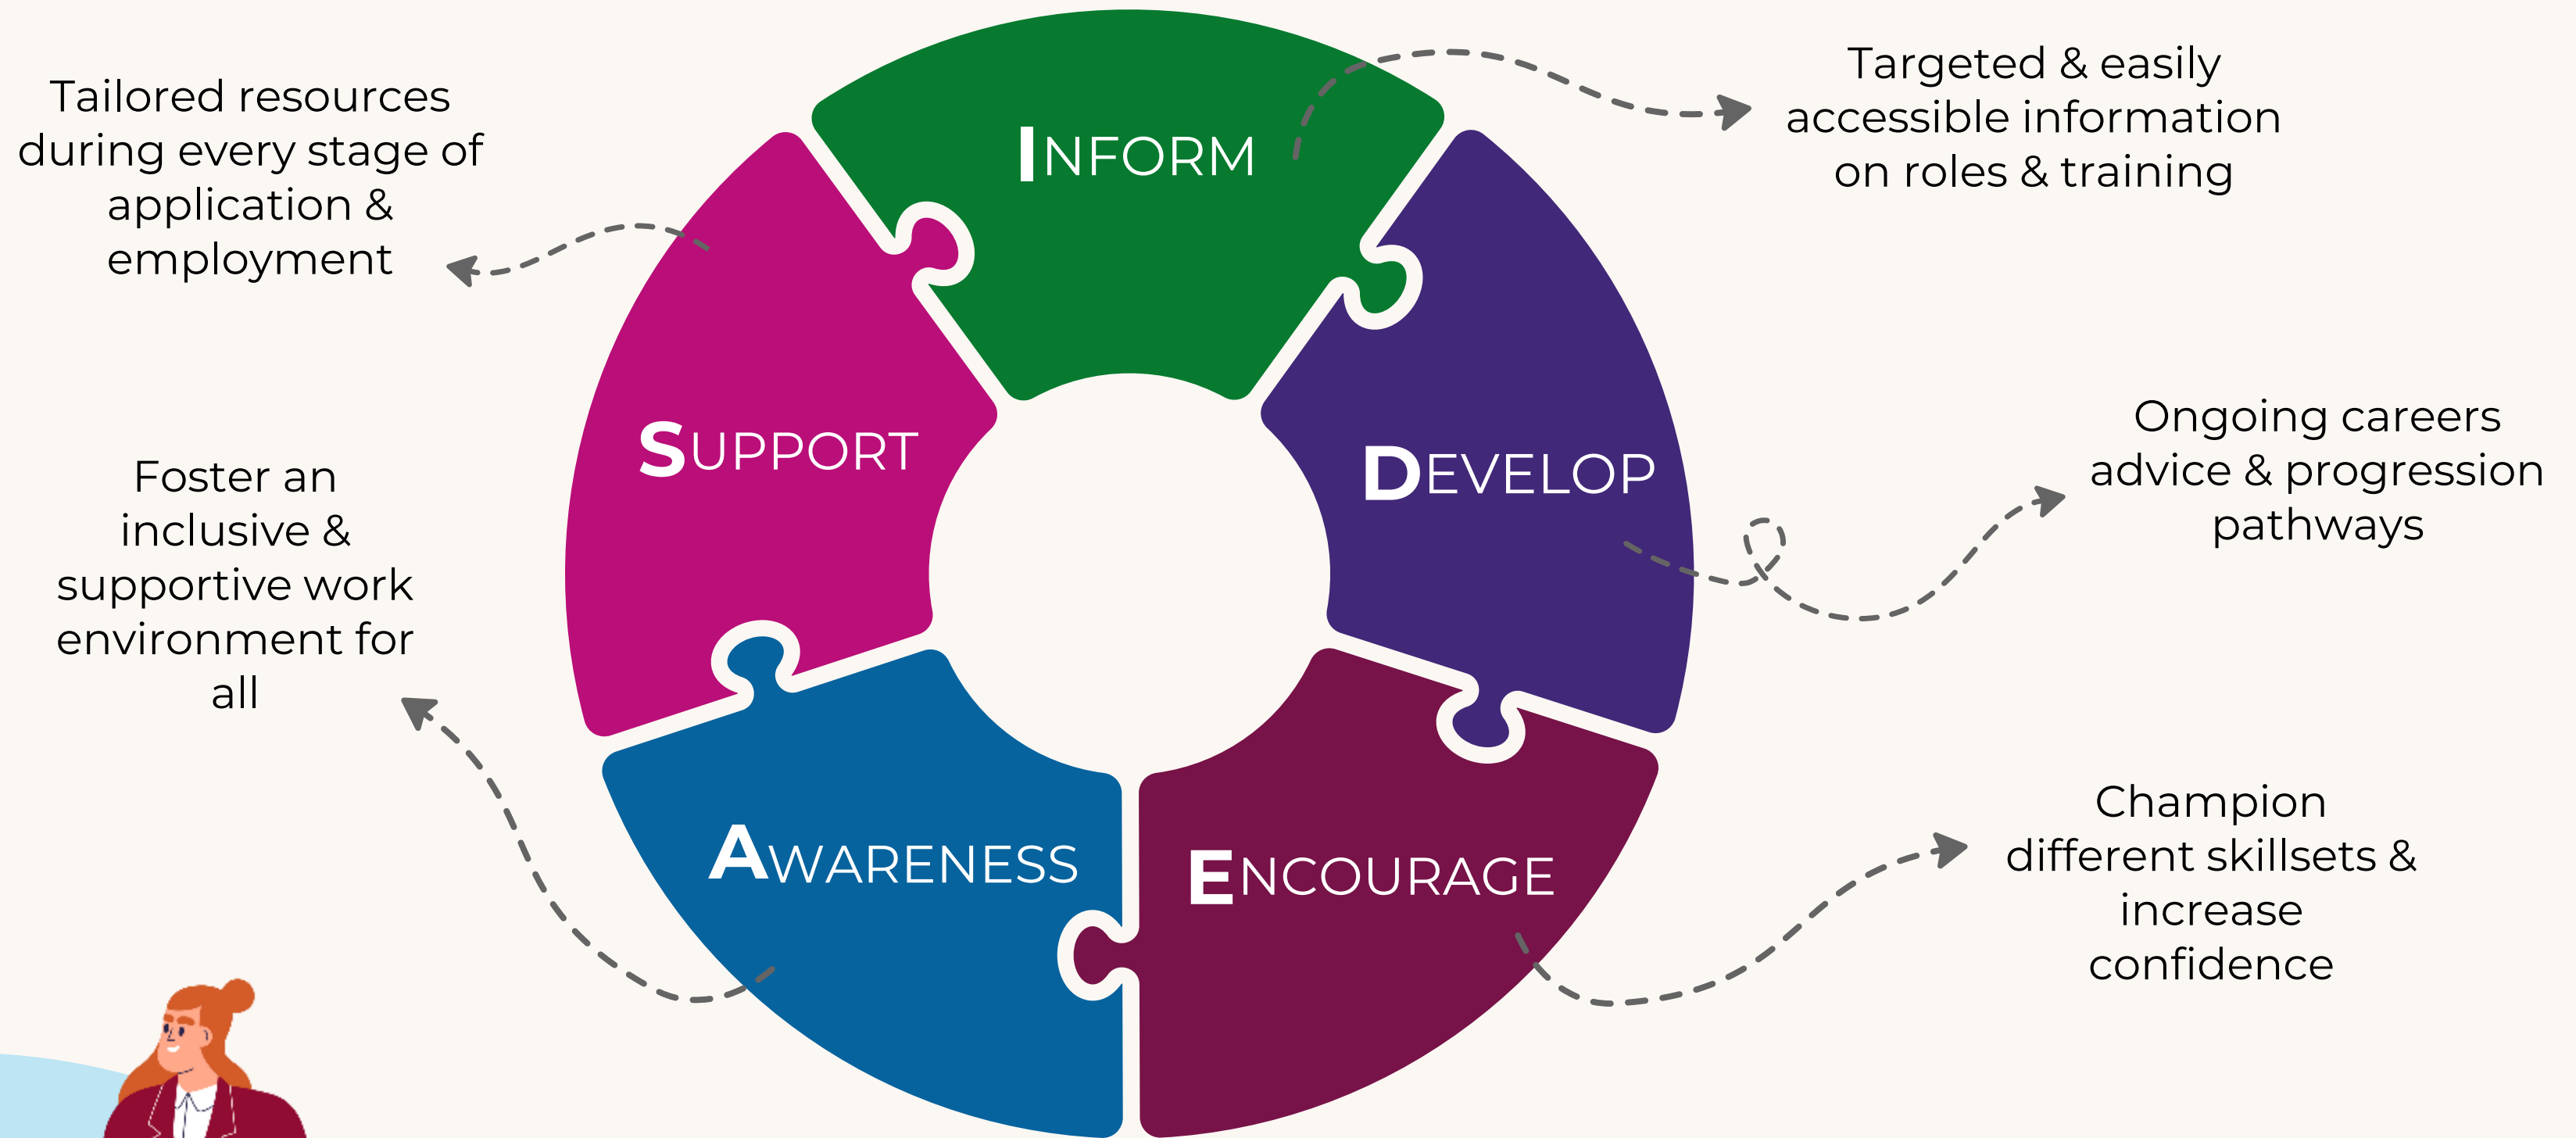 INFORM
Targeted & easily
accessible information
on roles & training
DEVELOP
Ongoing careers
advice & progression
pathways
ENCOURAGE
Champion
different skillsets &
increase
confidence
AWARENESS
Foster an
inclusive &
supportive work
environment for
all
SUPPORT
Tailored resources
during every stage of
application &
employment